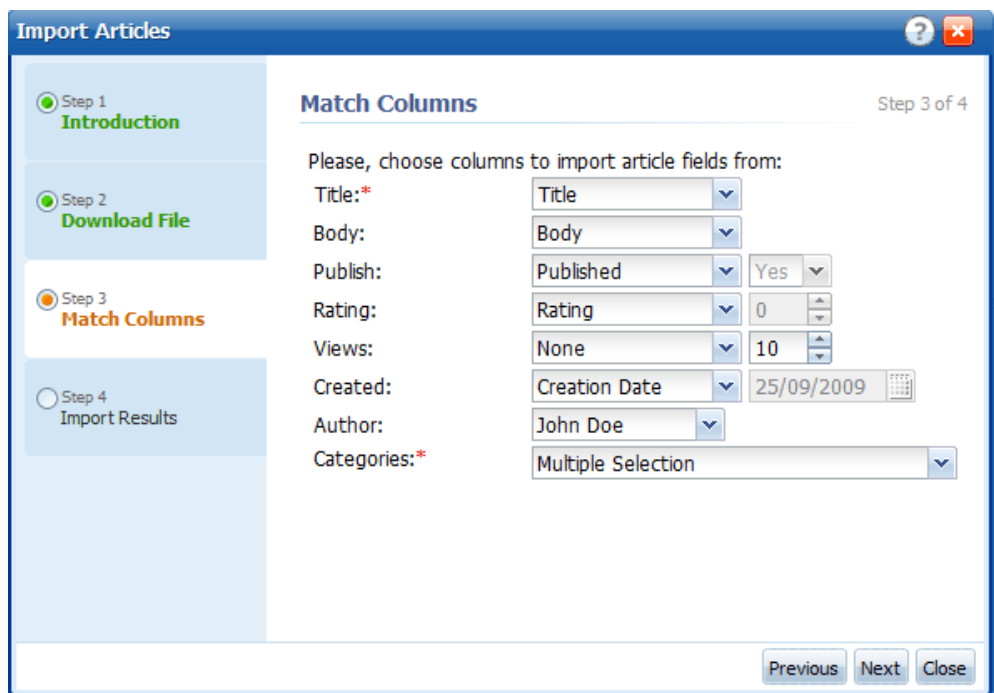 Import Articles
?
Step 1
Introduction
Step 2
Download File
Step 3
Match Columns
Step 4
Import Results
Match Columns Step 3 of 4
Please, choose columns to import article fields from:
Title:* Title
Body: Body
Publish: Published Yes
Rating: Rating 0
Views: None 10
Created: Creation Date 25/09/2009
Author: John Doe
Categories:* Multiple Selection
Previous Next Close